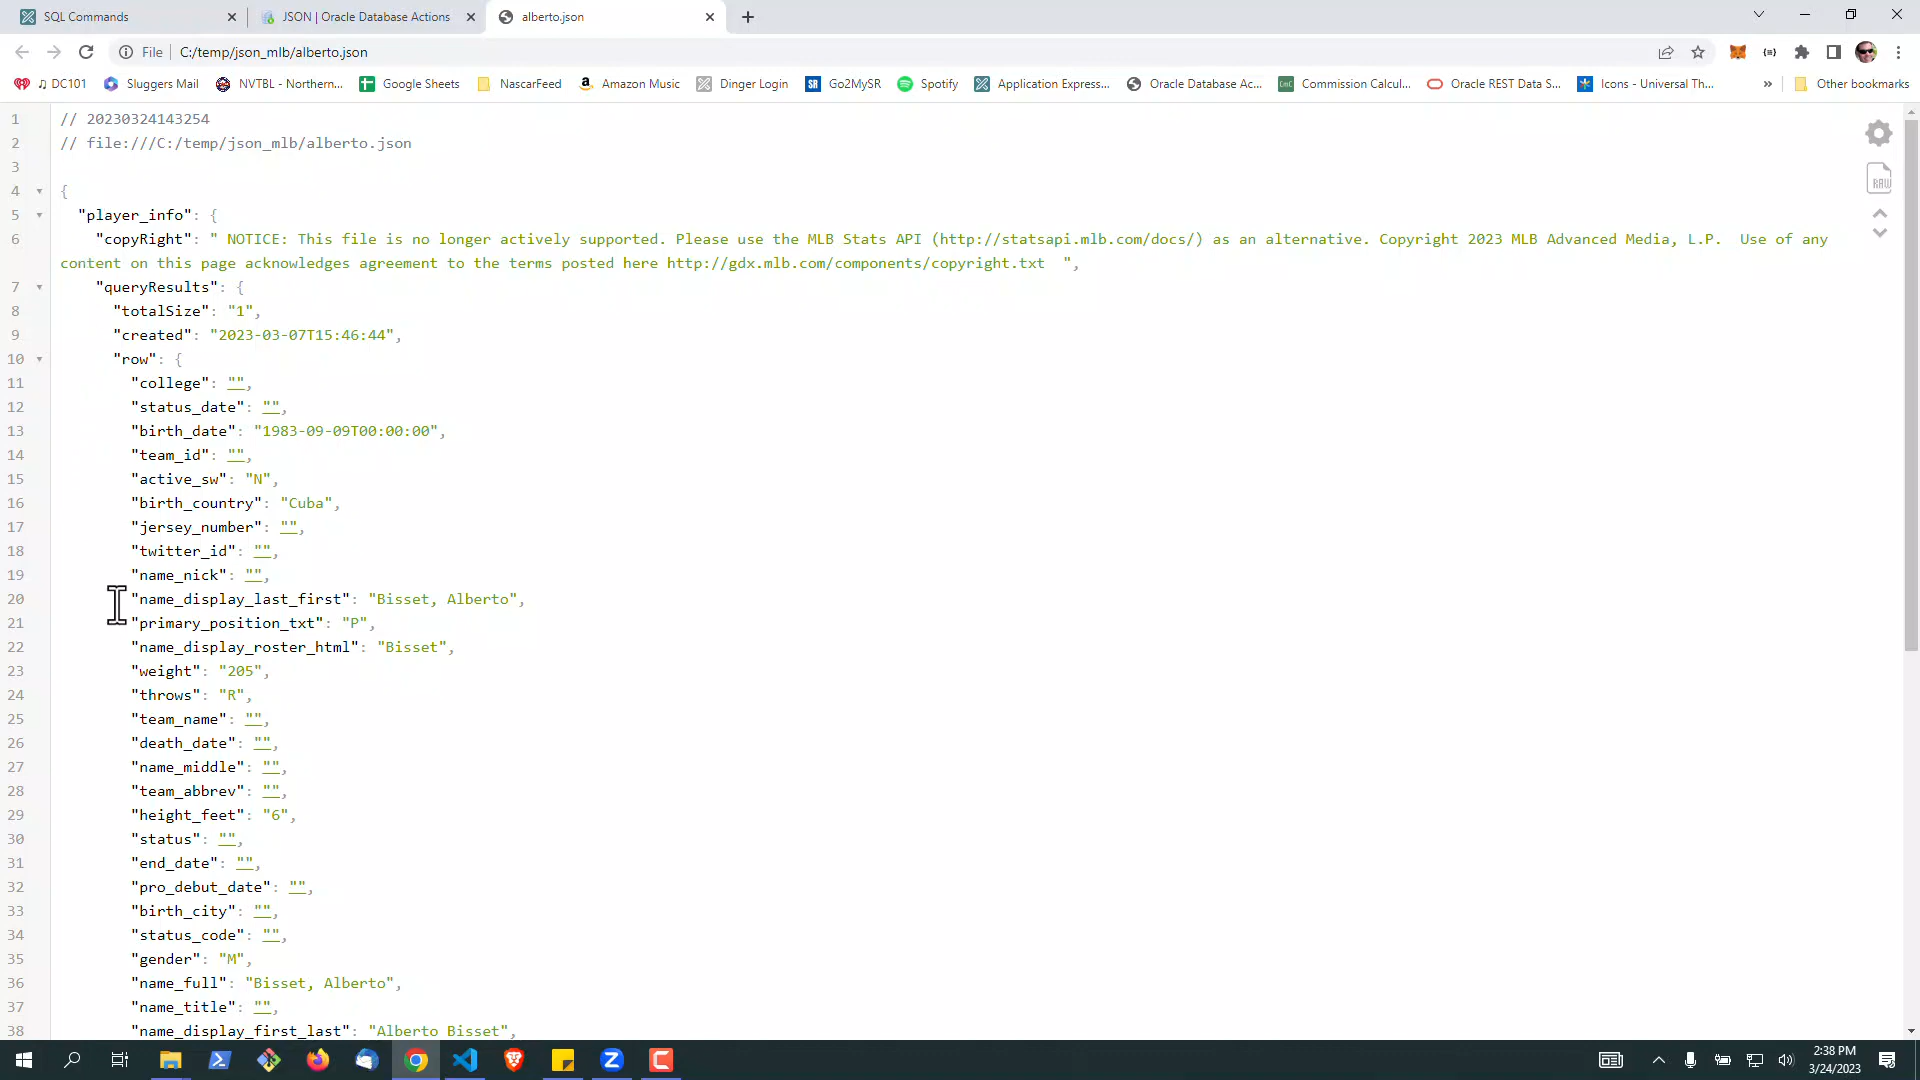 SQL Commands
JSON | Oracle Database Actions
alberto.json
File
C:/temp/json_mlb/alberto.json
DC101
Sluggers Mail
NVTBL - Northern...
Google Sheets
NascarFeed
Amazon Music
Dinger Login
Go2MySR
Spotify
Application Express...
Oracle Database Ac...
Commission Calcul...
Oracle REST Data S...
Icons - Universal Th...
»
Other bookmarks
1 // 20230324143254
2 // file:///C:/temp/json_mlb/alberto.json
3
4 {
5 "player_info": {
6 "copyRight": " NOTICE: This file is no longer actively supported. Please use the MLB Stats API (http://statsapi.mlb.com/docs/) as an alternative. Copyright 2023 MLB Advanced Media, L.P.  Use of any
content on this page acknowledges agreement to the terms posted here http://gdx.mlb.com/components/copyright.txt  ",
7 "queryResults": {
8 "totalSize": "1",
9 "created": "2023-03-07T15:46:44",
10 "row": {
11 "college": "",
12 "status_date": "",
13 "birth_date": "1983-09-09T00:00:00",
14 "team_id": "",
15 "active_sw": "N",
16 "birth_country": "Cuba",
17 "jersey_number": "",
18 "twitter_id": "",
19 "name_nick": "",
20 "name_display_last_first": "Bisset, Alberto",
21 "primary_position_txt": "P",
22 "name_display_roster_html": "Bisset",
23 "weight": "205",
24 "throws": "R",
25 "team_name": "",
26 "death_date": "",
27 "name_middle": "",
28 "team_abbrev": "",
29 "height_feet": "6",
30 "status": "",
31 "end_date": "",
32 "pro_debut_date": "",
33 "birth_city": "",
34 "status_code": "",
35 "gender": "M",
36 "name_full": "Bisset, Alberto",
37 "name_title": "",
38 "name_display_first_last": "Alberto Bisset",
RAW
2:38 PM
3/24/2023